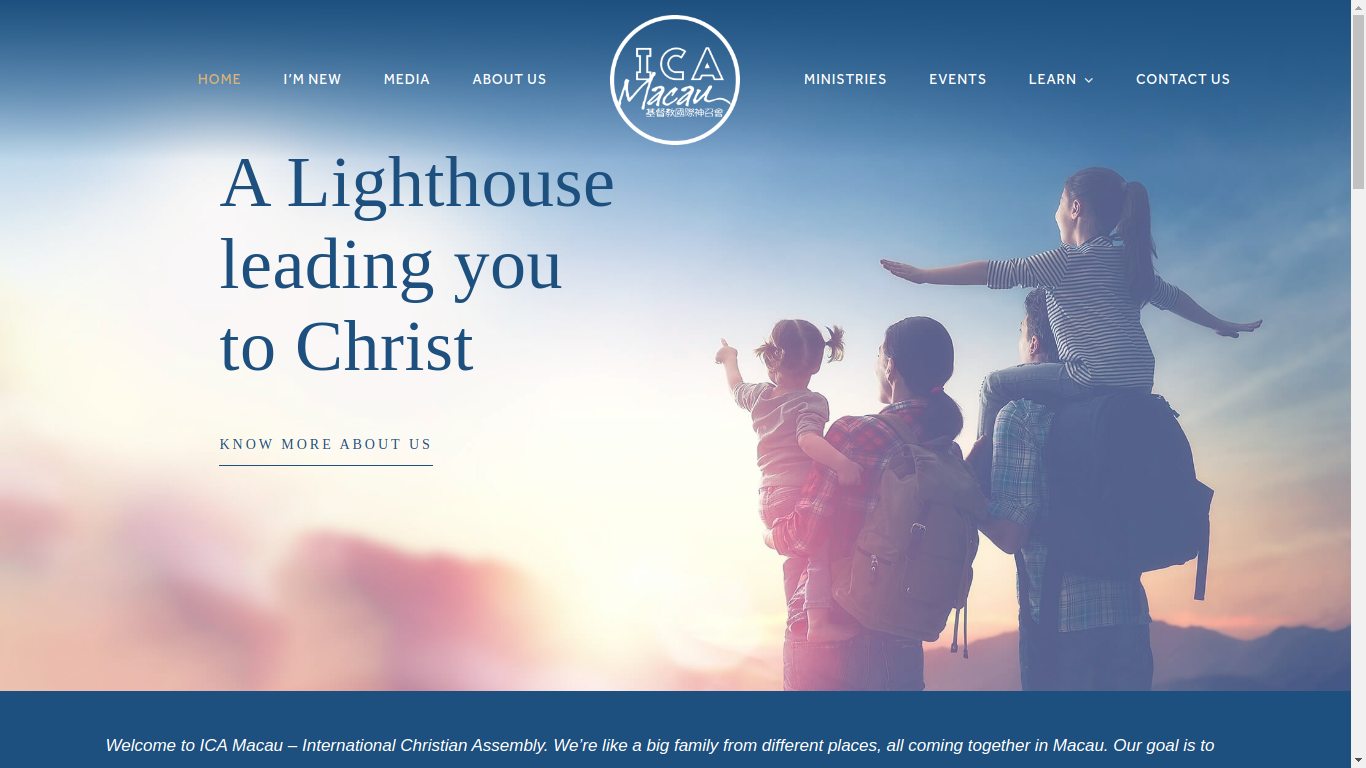 HOME
I'M NEW
MEDIA
ABOUT US
ICA
Macau
基督教國際神召會
MINISTRIES
EVENTS
LEARN
CONTACT US
A Lighthouse
leading you
to Christ
KNOW MORE ABOUT US
Welcome to ICA Macau – International Christian Assembly. We’re like a big family from different places, all coming together in Macau. Our goal is to